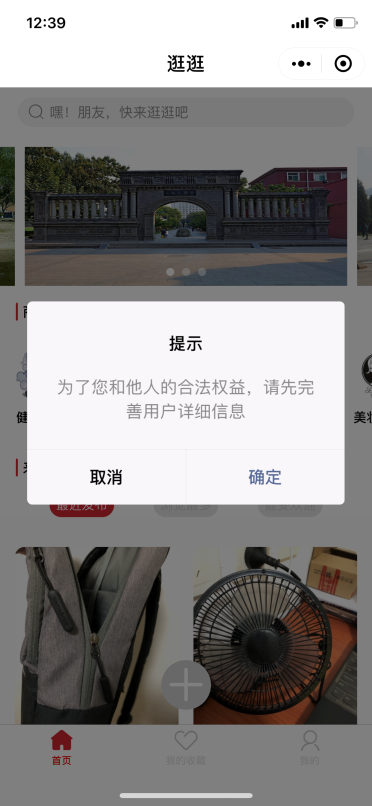 12:39
逛逛
嘿！朋友，快来逛逛吧
提示
为了您和他人的合法权益，请先完
善用户详细信息
取消
确定
最近发布
首页
我的收藏
我的